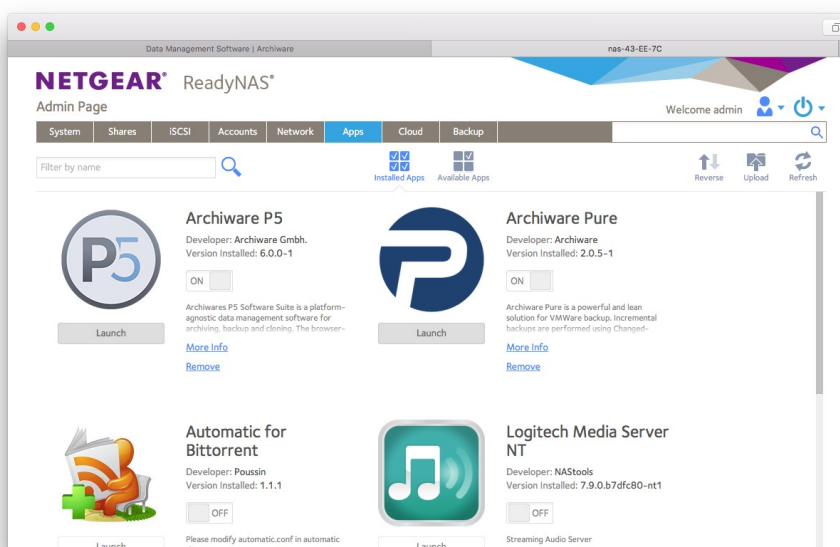 Data Management Software | Archiware
nas-43-EE-7C
NETGEAR® ReadyNAS®
Admin Page
Welcome admin
System Shares iSCSI Accounts Network Apps Cloud Backup
Filter by name
Installed Apps Available Apps
Reverse Upload Refresh
P5
Archiware P5
Developer: Archiware Gmbh.
Version Installed: 6.0.0-1
ON
Archiwares P5 Software Suite is a platform-
agnostic data management software for
archiving, backup and cloning. The browser-
Launch
More Info
Remove
Archiware Pure
Developer: Archiware
Version Installed: 2.0.5-1
ON
Archiware Pure is a powerful and lean
solution for VMWare backup. Incremental
backups are performed using Changed-
Launch
More Info
Remove
Automatic for
Bittorrent
Developer: Poussin
Version Installed: 1.1.1
OFF
Please modify automatic.conf in automatic
Launch
Logitech Media Server
NT
Developer: NAStools
Version Installed: 7.9.0.b7dfc80-nt1
OFF
Streaming Audio Server
Launch